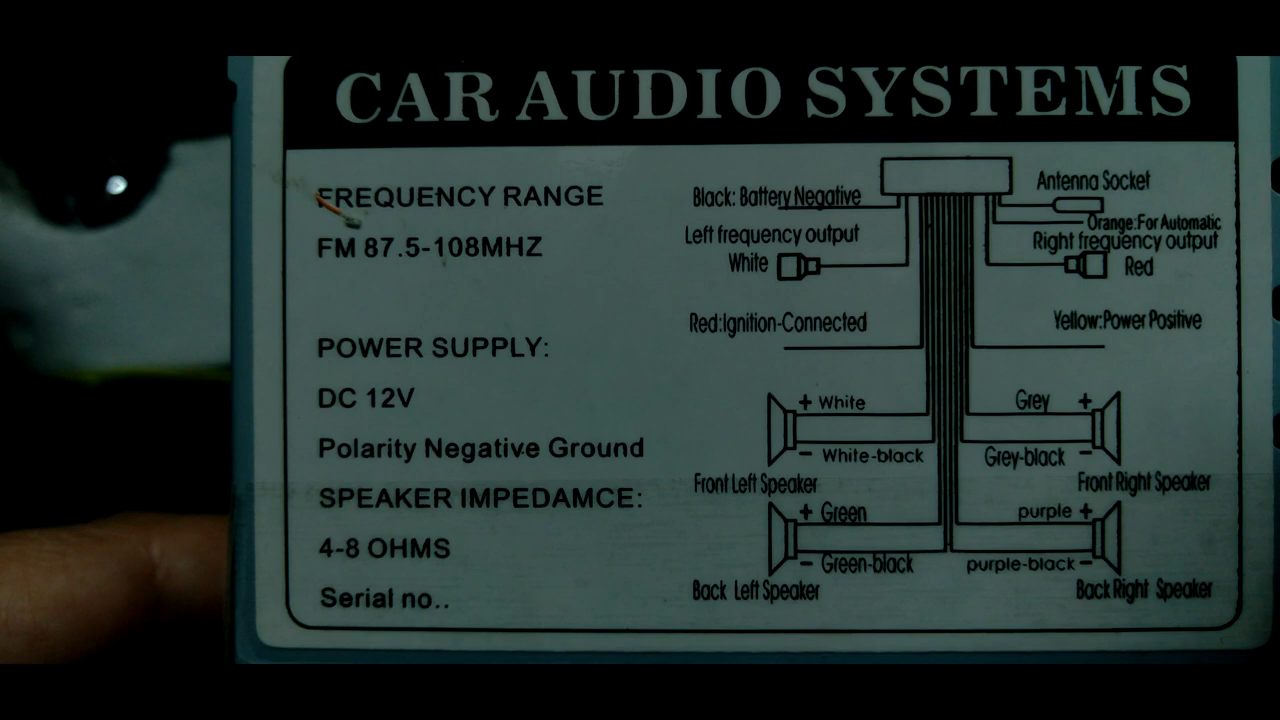 CAR AUDIO SYSTEMS
FREQUENCY RANGE
FM 87.5-108MHZ
POWER SUPPLY:
DC 12V
Polarity Negative Ground
SPEAKER IMPEDAMCE:
4-8 OHMS
Serial no..
Black: Battery Negative
Antenna Socket
Orange:For Automatic
Left frequency output
White
Right frequency output
Red
Red:Ignition-Connected
Yellow:Power Positive
+ White
- White-black
Front Left Speaker
Grey +
Grey-black -
Front Right Speaker
+ Green
- Green-black
Back Left Speaker
purple +
purple-black -
Back Right Speaker